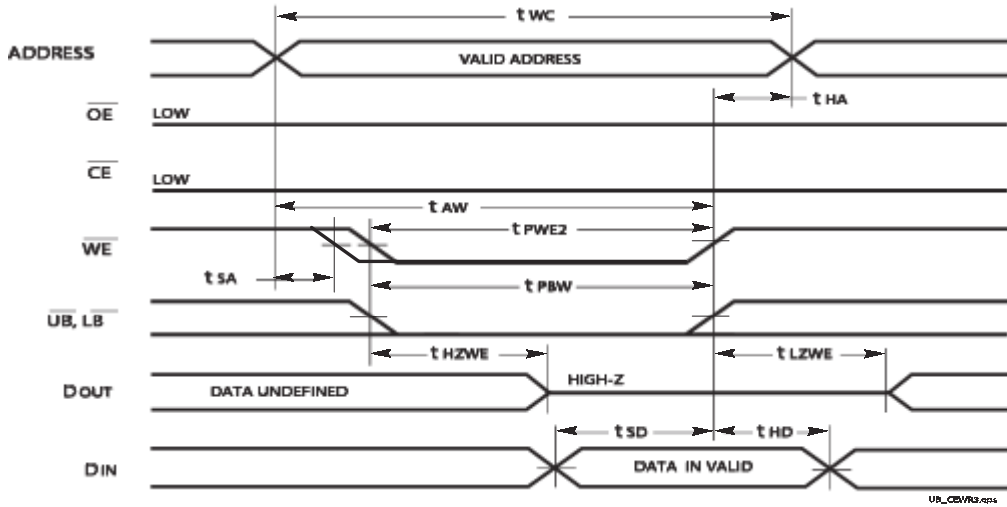 t WC
ADDRESS
VALID ADDRESS
t HA
OE
LOW
CE
LOW
t AW
WE
t PWE2
t SA
t PBW
UB, LB
t HZWE
t LZWE
DOUT
DATA UNDEFINED
HIGH-Z
t SD
t HD
DIN
DATA IN VALID
UB_CEWR3.eps